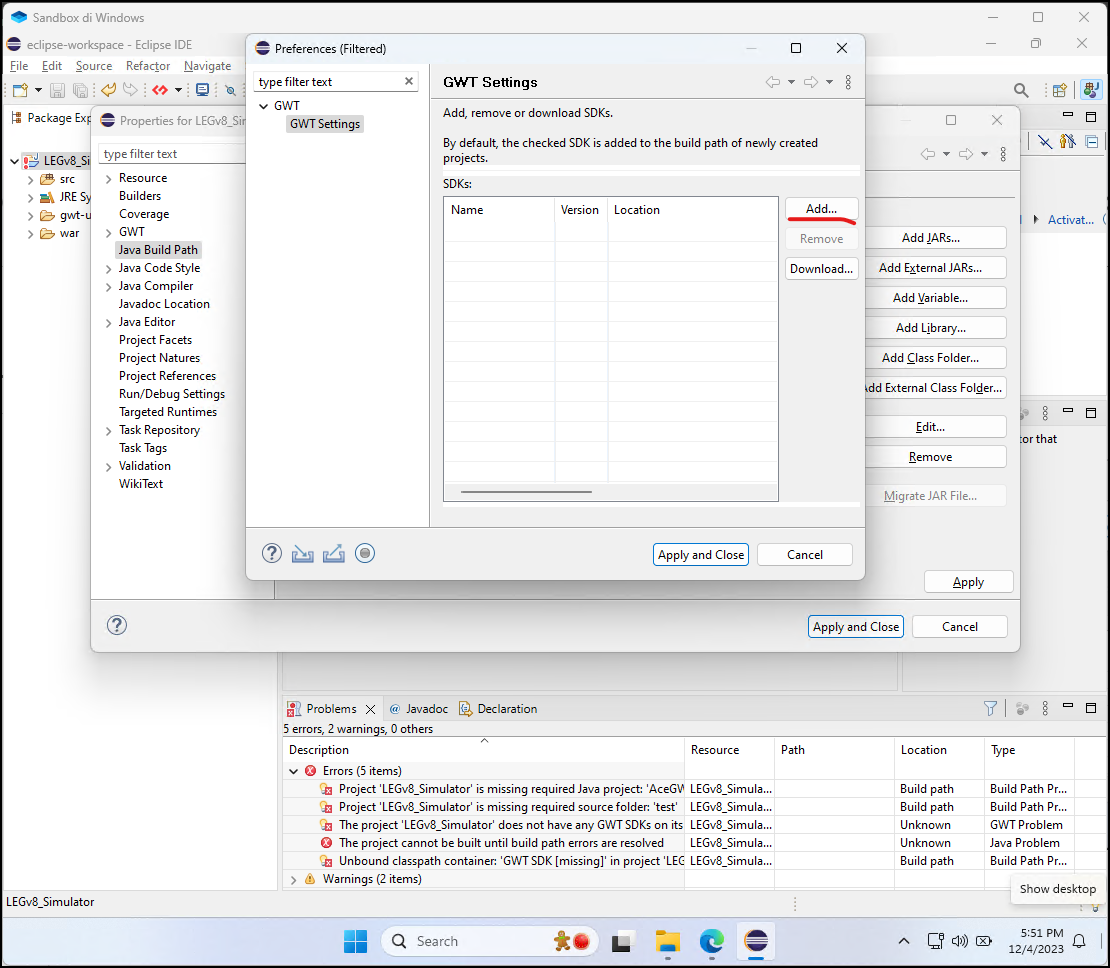 Sandbox di Windows
eclipse-workspace - Eclipse IDE
File Edit Source Refactor Navigate
Package Exp
LEGv8_Si
src
JRE Sy
gwt-u
war
Properties for LEGv8_Sim
type filter text
Resource
Builders
Coverage
GWT
Java Build Path
Java Code Style
Java Compiler
Javadoc Location
Java Editor
Project Facets
Project Natures
Project References
Run/Debug Settings
Targeted Runtimes
Task Repository
Task Tags
Validation
WikiText
Preferences (Filtered)
type filter text
GWT
GWT Settings
GWT Settings
Add, remove or download SDKs.
By default, the checked SDK is added to the build path of newly created
projects.
SDKs:
Name Version Location
Add...
Remove
Download...
Apply and Close Cancel
Activat...
Add JARs...
Add External JARs...
Add Variable...
Add Library...
Add Class Folder...
Add External Class Folder...
Edit...
Remove
Migrate JAR File...
tor that
Apply
Apply and Close Cancel
Problems Javadoc Declaration
5 errors, 2 warnings, 0 others
Description Resource Path Location Type
Errors (5 items)
Project 'LEGv8_Simulator' is missing required Java project: 'AceGW LEGv8_Simula... Build path Build Path Pr...
Project 'LEGv8_Simulator' is missing required source folder: 'test' LEGv8_Simula... Build path Build Path Pr...
The project 'LEGv8_Simulator' does not have any GWT SDKs on its LEGv8_Simula... Unknown GWT Problem
The project cannot be built until build path errors are resolved LEGv8_Simula... Unknown Java Problem
Unbound classpath container: 'GWT SDK [missing]' in project 'LEG LEGv8_Simula... Build path Build Path Pr...
Warnings (2 items)
Show desktop
LEGv8_Simulator
Search
5:51 PM
12/4/2023